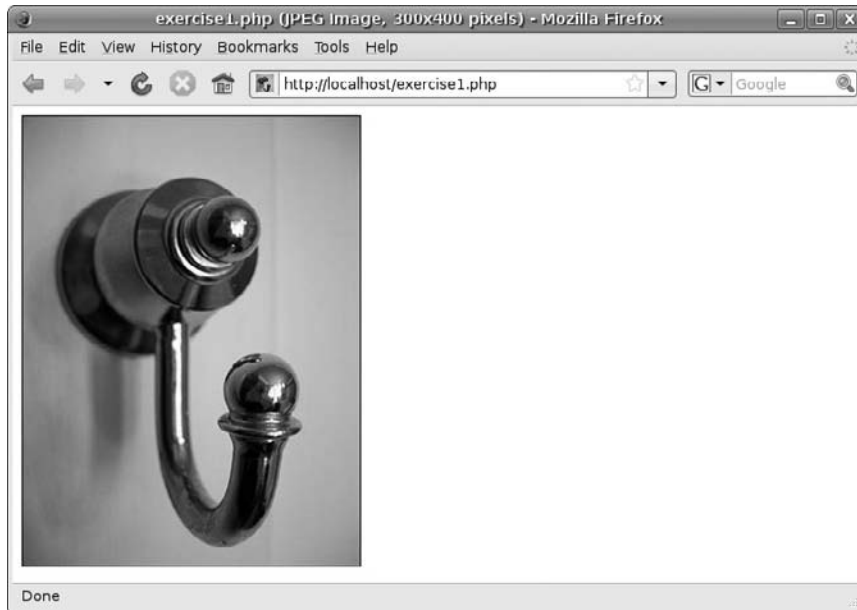 exercise1.php (JPEG Image, 300x400 pixels) - Mozilla Firefox
File Edit View History Bookmarks Tools Help
http://localhost/exercise1.php G Google
Done